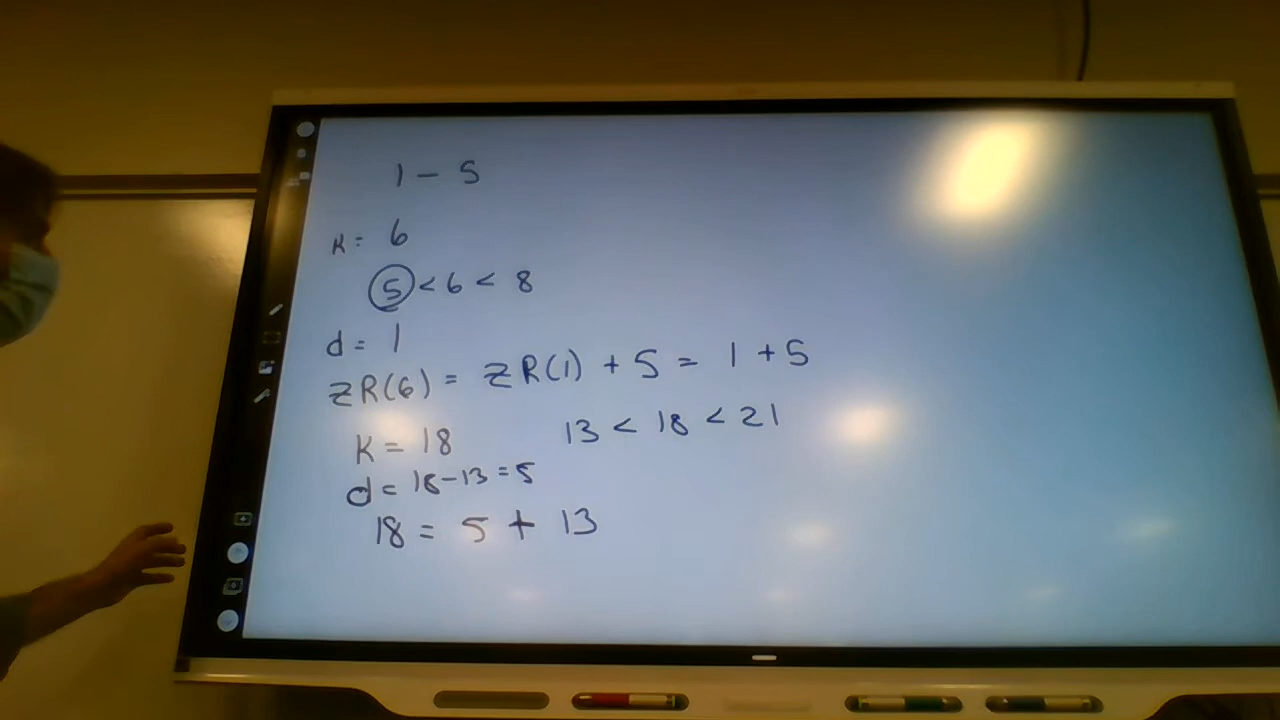 1 - 5
K = 6
5 < 6 < 8
d = 1
ZR(6) = ZR(1) + 5 = 1 + 5
K = 18 13 < 18 < 21
d = 18 - 13 = 5
18 = 5 + 13